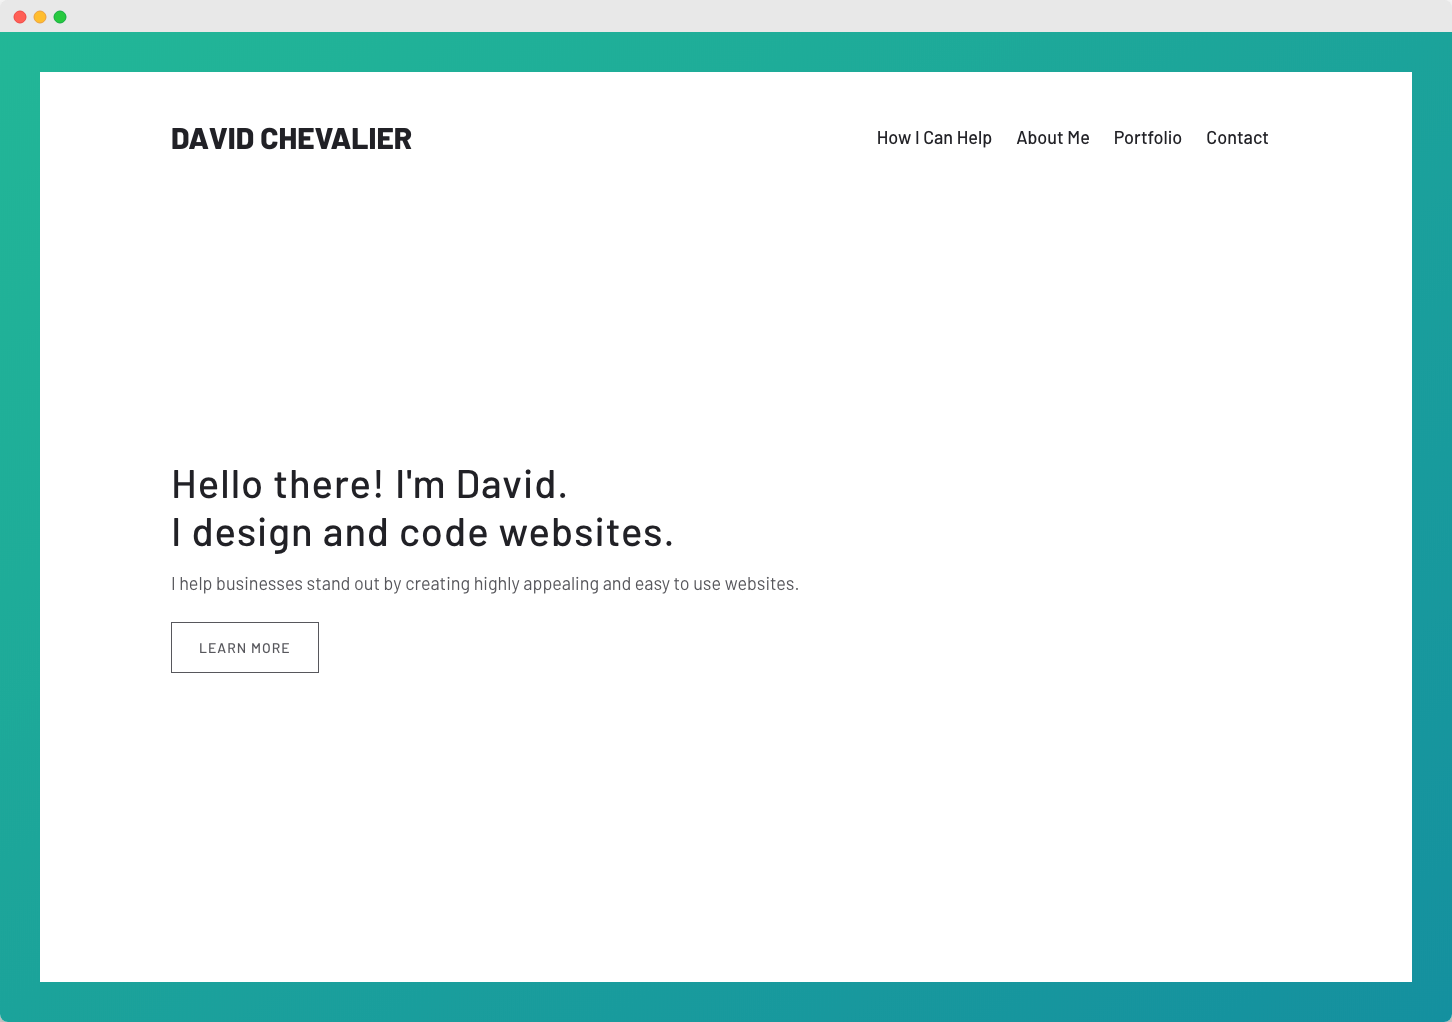 DAVID CHEVALIER
How I Can Help About Me Portfolio Contact
Hello there! I'm David.
I design and code websites.
I help businesses stand out by creating highly appealing and easy to use websites.
LEARN MORE